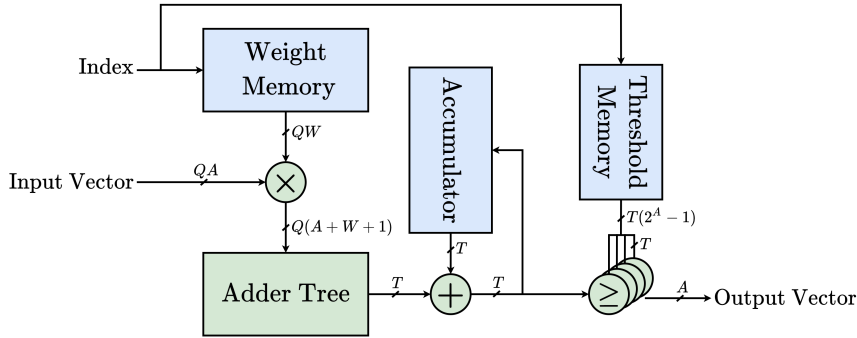 Index
Weight
Memory
Accumulator
Threshold
Memory
QW
Input Vector
QA
×
T(2^A − 1)
Q(A + W + 1)
T
T
Adder Tree
T
+
T
≥
A
Output Vector